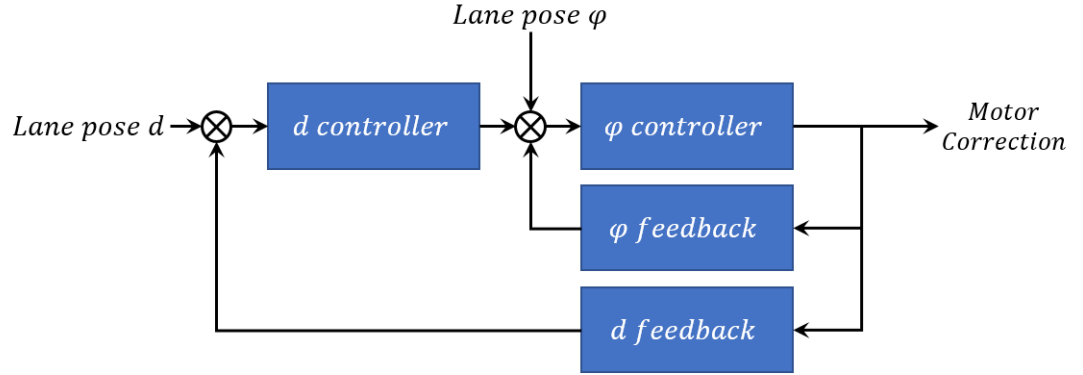 Lane pose φ
Lane pose d
d controller
φ controller
Motor
Correction
φ feedback
d feedback